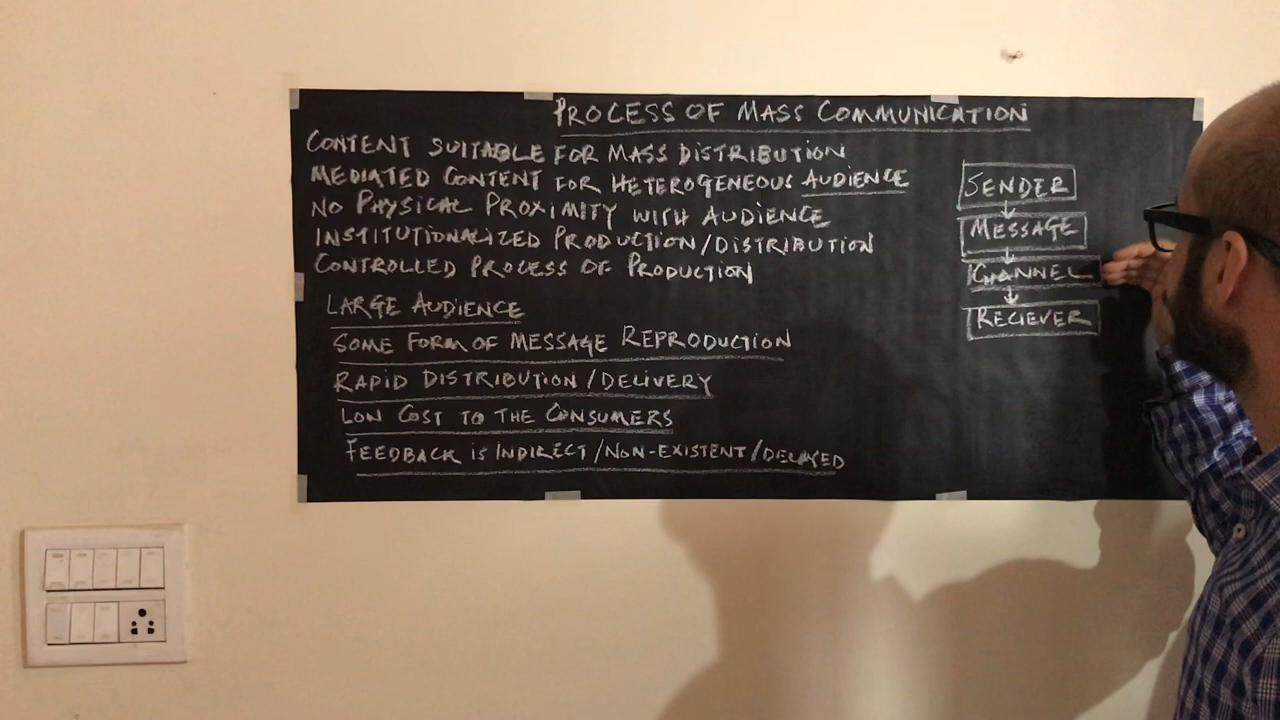 PROCESS OF MASS COMMUNICATION
CONTENT SUITABLE FOR MASS DISTRIBUTION
MEDIATED CONTENT FOR HETEROGENEOUS AUDIENCE
NO PHYSICAL PROXIMITY WITH AUDIENCE
INSTITUTIONALIZED PRODUCTION/DISTRIBUTION
CONTROLLED PROCESS OF PRODUCTION
LARGE AUDIENCE
SOME FORM OF MESSAGE REPRODUCTION
RAPID DISTRIBUTION/DELIVERY
LOW COST TO THE CONSUMERS
FEEDBACK IS INDIRECT/NON-EXISTENT/DELAYED
SENDER
MESSAGE
CHANNEL
RECIEVER